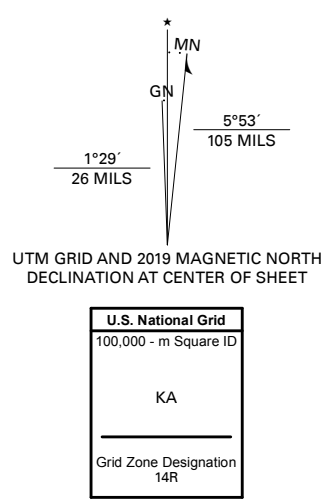 ★
MN
GN
5°53´
105 MILS
1°29´
26 MILS
UTM GRID AND 2019 MAGNETIC NORTH
DECLINATION AT CENTER OF SHEET
U.S. National Grid
100,000 - m Square ID
KA
Grid Zone Designation
14R